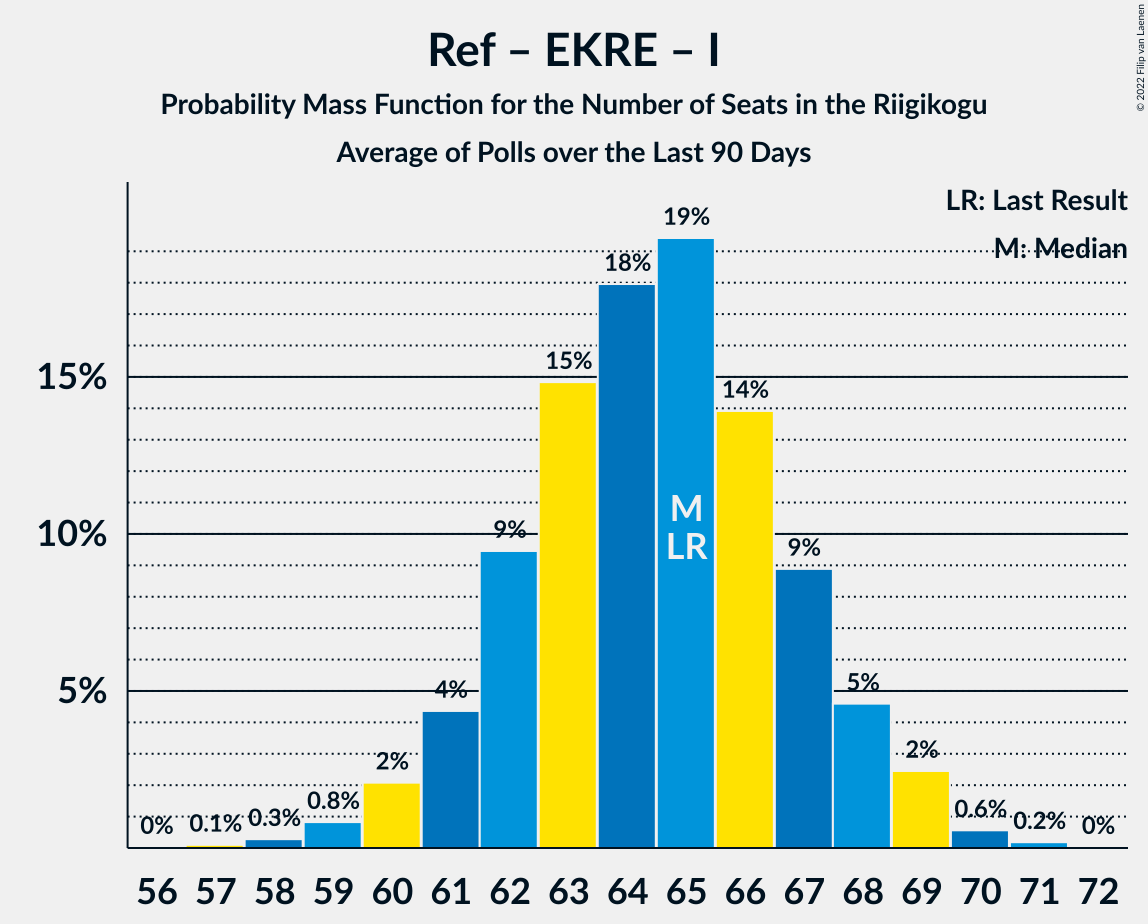 Ref – EKRE – I
Probability Mass Function for the Number of Seats in the Riigikogu
Average of Polls over the Last 90 Days
© 2022 Filip van Laenen
LR: Last Result
M: Median
19%
18%
15%
14%
9%
9%
4%
5%
2%
2%
0%
0.1%
0.3%
0.8%
0.6%
0.2%
0%
M
LR
15%
10%
5%
56 57 58 59 60 61 62 63 64 65 66 67 68 69 70 71 72